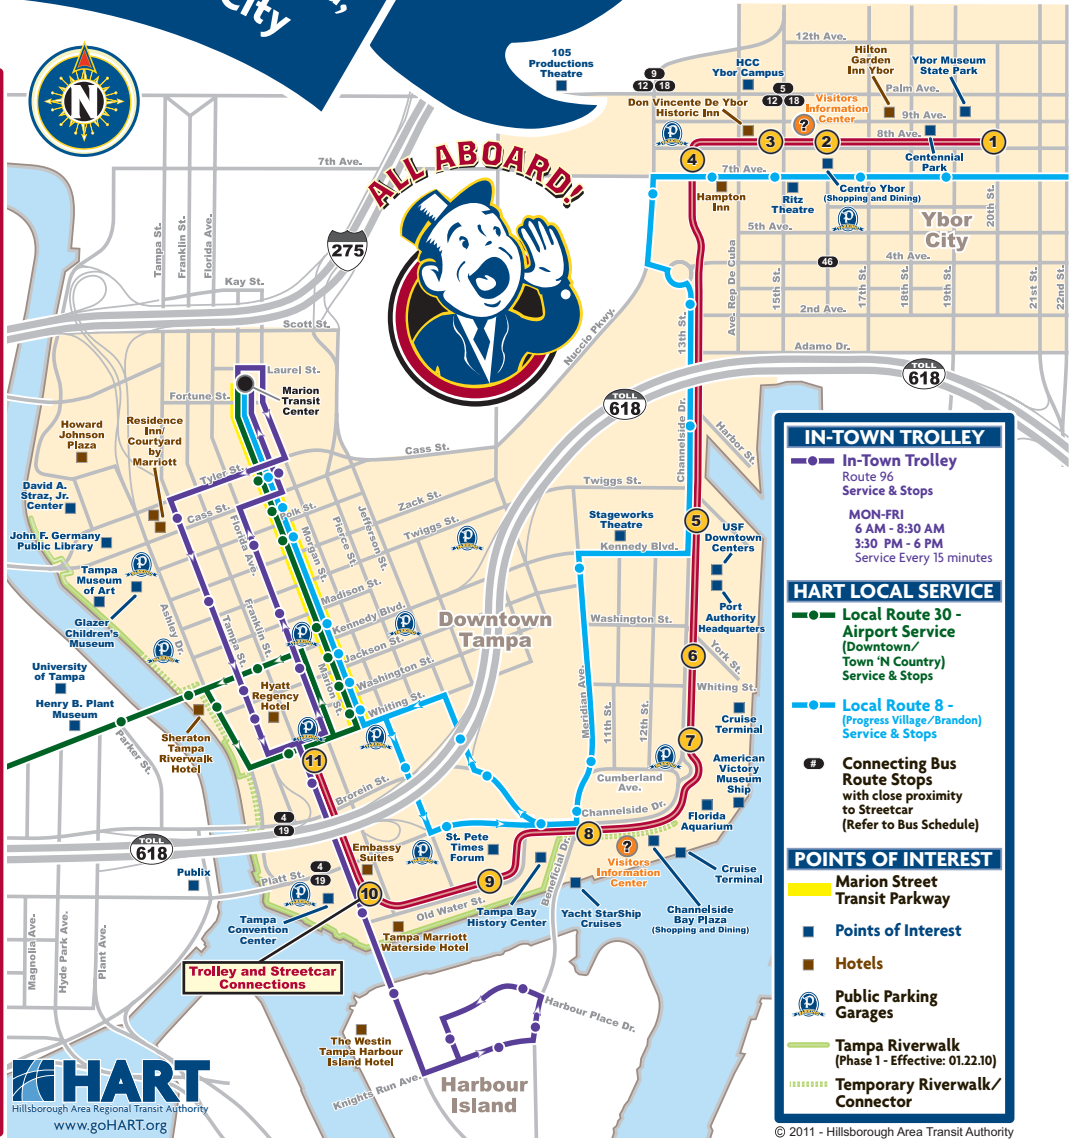 City
N
ALL ABOARD!
105
Productions
Theatre
9
12 18
HCC
Ybor Campus
5
12 18
Visitors
Information
Center
?
Hilton
Garden
Inn Ybor
Ybor Museum
State Park
Don Vincente De Ybor
Historic Inn
12th Ave.
Palm Ave.
9th Ave.
8th Ave.
7th Ave.
5th Ave.
4th Ave.
2nd Ave.
Adamo Dr.
1
2
3
4
Centennial
Park
Hampton
Inn
Ritz
Theatre
Centro Ybor
(Shopping and Dining)
Ybor
City
46
Ave. Rep De Cuba
15th St.
17th St.
18th St.
19th St.
20th St.
21st St.
22nd St.
13th St.
Nuccio Pkwy.
7th Ave.
275
Tampa St.
Franklin St.
Florida Ave.
Kay St.
Scott St.
Laurel St.
Fortune St.
Marion
Transit
Center
TOLL
618
TOLL
618
Howard
Johnson
Plaza
Residence
Inn/
Courtyard
by
Marriott
David A.
Straz, Jr.
Center
John F. Germany
Public Library
Tampa
Museum
of Art
Glazer
Children's
Museum
University
of Tampa
Henry B. Plant
Museum
Sheraton
Tampa
Riverwalk
Hotel
Hyatt
Regency
Hotel
Tyler St.
Cass St.
Cass St.
Polk St.
Zack St.
Twiggs St.
Twiggs St.
Florida Ave.
Franklin St.
Tampa St.
Ashley Dr.
Morgan St.
Pierce St.
Jefferson St.
Madison St.
Kennedy Blvd.
Jackson St.
Washington St.
Whiting St.
Marion St.
Brorein St.
Parker St.
Downtown
Tampa
Channelside Dr.
Harbor St.
Stageworks
Theatre
Kennedy Blvd.
USF
Downtown
Centers
5
Port
Authority
Headquarters
Washington St.
6
York St.
Whiting St.
Meridian Ave.
11th St.
12th St.
7
Cruise
Terminal
American
Victory
Museum
Ship
Cumberland
Ave.
Channelside Dr.
Florida
Aquarium
8
?
Visitors
Information
Center
Cruise
Terminal
Channelside
Bay Plaza
(Shopping and Dining)
Yacht StarShip
Cruises
Beneficial Dr.
St. Pete
Times
Forum
9
Tampa Bay
History Center
Old Water St.
Embassy
Suites
10
11
4
19
4
19
Platt St.
TOLL
618
Publix
Tampa
Convention
Center
Tampa Marriott
Waterside Hotel
Trolley and Streetcar
Connections
Magnolia Ave.
Hyde Park Ave.
Plant Ave.
The Westin
Tampa Harbour
Island Hotel
Harbour Place Dr.
Knights Run Ave.
Harbour
Island
HART
Hillsborough Area Regional Transit Authority
www.goHART.org
IN-TOWN TROLLEY
In-Town Trolley
Route 96
Service & Stops
MON-FRI
6 AM - 8:30 AM
3:30 PM - 6 PM
Service Every 15 minutes
HART LOCAL SERVICE
Local Route 30 -
Airport Service
(Downtown/
Town 'N Country)
Service & Stops
Local Route 8 -
(Progress Village/Brandon)
Service & Stops
#
Connecting Bus
Route Stops
with close proximity
to Streetcar
(Refer to Bus Schedule)
POINTS OF INTEREST
Marion Street
Transit Parkway
Points of Interest
Hotels
Public Parking
Garages
Tampa Riverwalk
(Phase 1 - Effective: 01.22.10)
Temporary Riverwalk/
Connector
© 2011 - Hillsborough Area Transit Authority